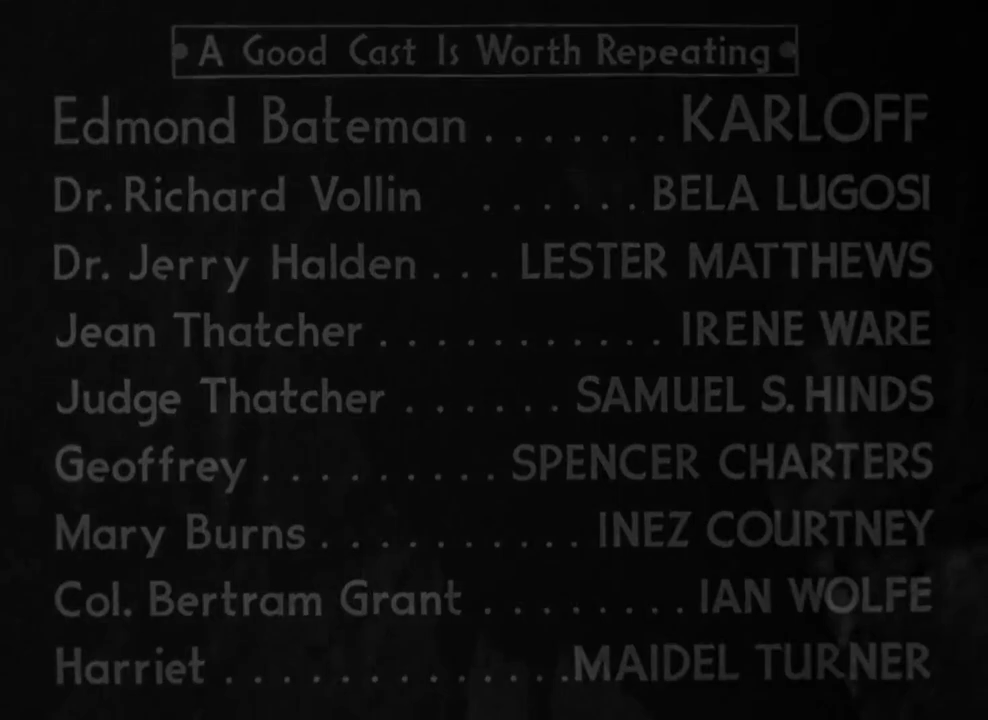 A Good Cast Is Worth Repeating
Edmond Bateman . . . . . . . KARLOFF
Dr. Richard Vollin . . . . . . BELA LUGOSI
Dr. Jerry Halden . . . LESTER MATTHEWS
Jean Thatcher . . . . . . . . . . . IRENE WARE
Judge Thatcher . . . . . . SAMUEL S. HINDS
Geoffrey . . . . . . . . . SPENCER CHARTERS
Mary Burns . . . . . . . . . . INEZ COURTNEY
Col. Bertram Grant . . . . . . . . IAN WOLFE
Harriet . . . . . . . . . . . . . MAIDEL TURNER